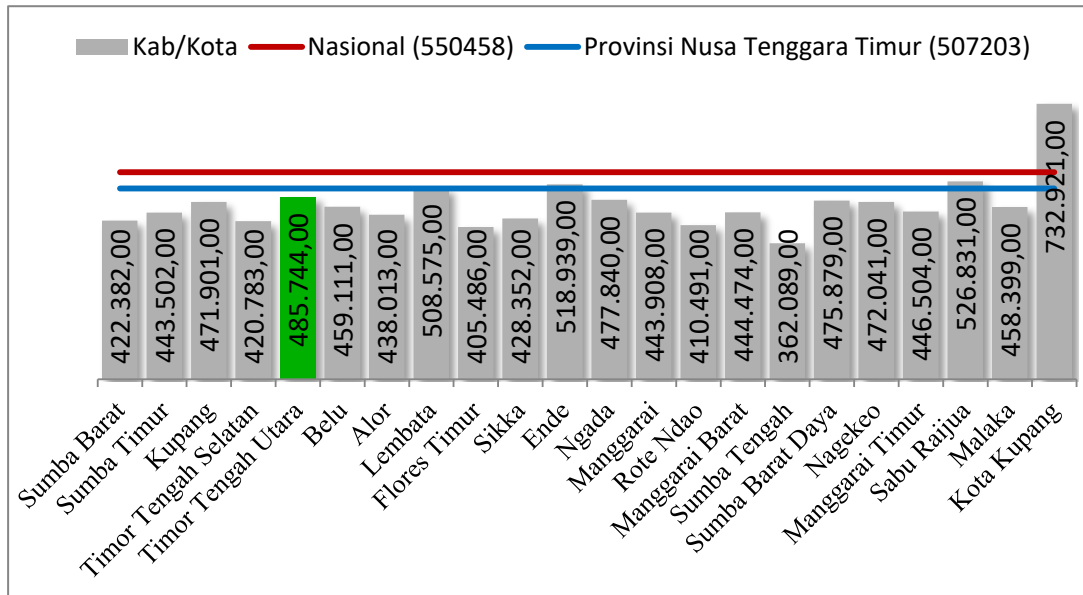 Kab/Kota Nasional (550458) Provinsi Nusa Tenggara Timur (507203)
422.382,00
443.502,00
471.901,00
420.783,00
485.744,00
459.111,00
438.013,00
508.575,00
405.486,00
428.352,00
518.939,00
477.840,00
443.908,00
410.491,00
444.474,00
362.089,00
475.879,00
472.041,00
446.504,00
526.831,00
458.399,00
732.921,00
Sumba Barat
Sumba Timur
Kupang
Timor Tengah Selatan
Timor Tengah Utara
Belu
Alor
Lembata
Flores Timur
Sikka
Ende
Ngada
Manggarai
Rote Ndao
Manggarai Barat
Sumba Tengah
Sumba Barat Daya
Nagekeo
Manggarai Timur
Sabu Raijua
Malaka
Kota Kupang